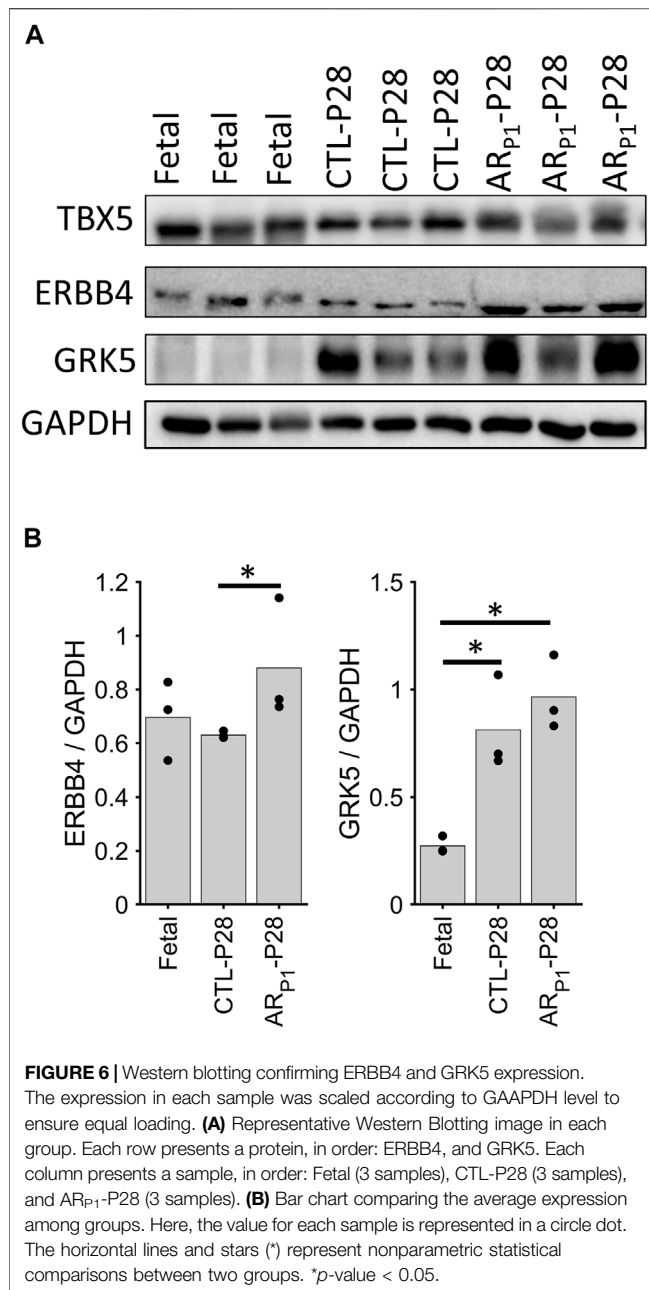 A
Fetal Fetal Fetal CTL-P28 CTL-P28 CTL-P28 ARP1-P28 ARP1-P28 ARP1-P28
TBX5
ERBB4
GRK5
GAPDH
B
ERBB4 / GAPDH
1.2
1
0.8
0.6
0.4
0.2
0
*
Fetal CTL-P28 ARP1-P28
GRK5 / GAPDH
1.5
1
0.5
0
*
*
Fetal CTL-P28 ARP1-P28
FIGURE 6 | Western blotting confirming ERBB4 and GRK5 expression.
The expression in each sample was scaled according to GAAPDH level to
ensure equal loading. (A) Representative Western Blotting image in each
group. Each row presents a protein, in order: ERBB4, and GRK5. Each
column presents a sample, in order: Fetal (3 samples), CTL-P28 (3 samples),
and ARP1-P28 (3 samples). (B) Bar chart comparing the average expression
among groups. Here, the value for each sample is represented in a circle dot.
The horizontal lines and stars (*) represent nonparametric statistical
comparisons between two groups. *p-value < 0.05.